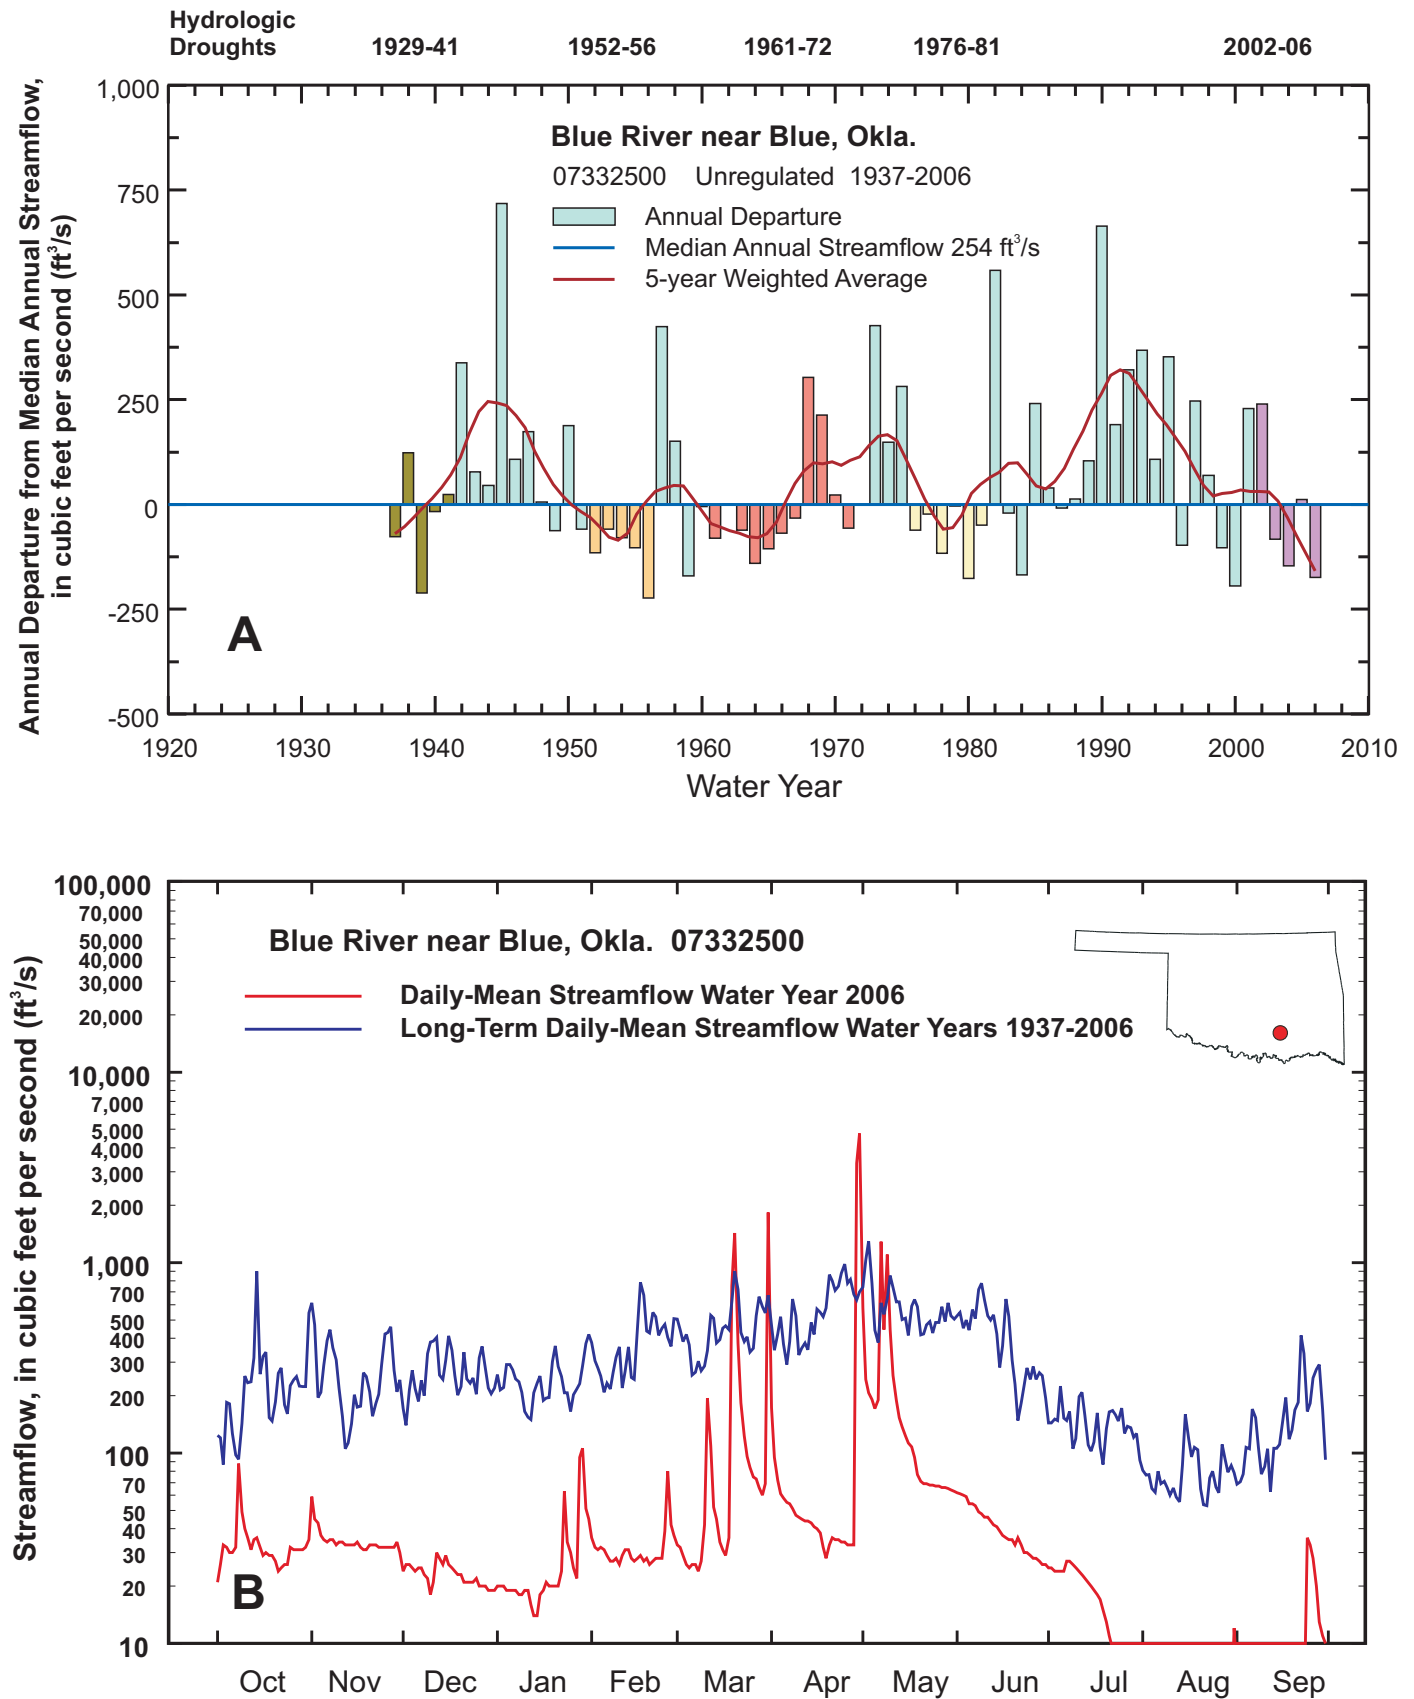 Hydrologic
Droughts
1929-41
1952-56
1961-72
1976-81
2002-06
Annual Departure from Median Annual Streamflow,
in cubic feet per second (ft³/s)
1,000
750
500
250
0
-250
-500
Blue River near Blue, Okla.
07332500 Unregulated 1937-2006
Annual Departure
Median Annual Streamflow 254 ft³/s
5-year Weighted Average
A
1920 1930 1940 1950 1960 1970 1980 1990 2000 2010
Water Year
Streamflow, in cubic feet per second (ft³/s)
100,000
70,000
50,000
40,000
30,000
20,000
10,000
7,000
5,000
4,000
3,000
2,000
1,000
700
500
400
300
200
100
70
50
40
30
20
10
Blue River near Blue, Okla. 07332500
Daily-Mean Streamflow Water Year 2006
Long-Term Daily-Mean Streamflow Water Years 1937-2006
B
Oct Nov Dec Jan Feb Mar Apr May Jun Jul Aug Sep